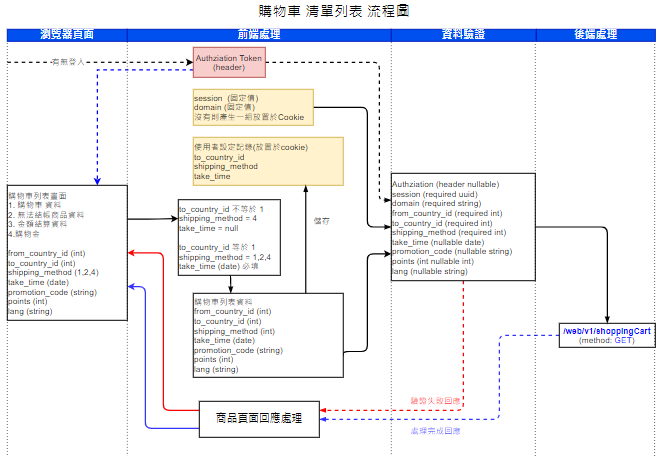 購物車 清單列表 流程圖
瀏覽器頁面
前端處理
資料驗證
後端處理
有無登入
Authziation Token
(header)
session (固定值)
domain (固定值)
沒有則產生一組放置於Cookie
使用者設定記錄(放置於cookie)
to_country_id
shipping_method
take_time
購物車列表畫面
1. 購物車 資料
2. 無法結帳商品資料
3. 金額結算資料
4.購物金
from_country_id (int)
to_country_id (int)
shipping_method (1,2,4)
take_time (date)
promotion_code (string)
points (int)
lang (string)
to_country_id 不等於 1
shipping_method = 4
take_time = null
to_country_id 等於 1
shipping_method = 1,2,4
take_time (date) 必填
儲存
購物車列表資料
from_country_id (int)
to_country_id (int)
shipping_method (int)
take_time (date)
promotion_code (string)
points (int)
lang (string)
Authziation (header nullable)
session (required uuid)
domain (required string)
from_country_id (required int)
to_country_id (required int)
shipping_method (required int)
take_time (nullable date)
promotion_code (nullable string)
points (int nullable int)
lang (nullable string)
/web/v1/shoppingCart
(method: GET)
驗證失敗回應
商品頁面回應處理
處理完成回應